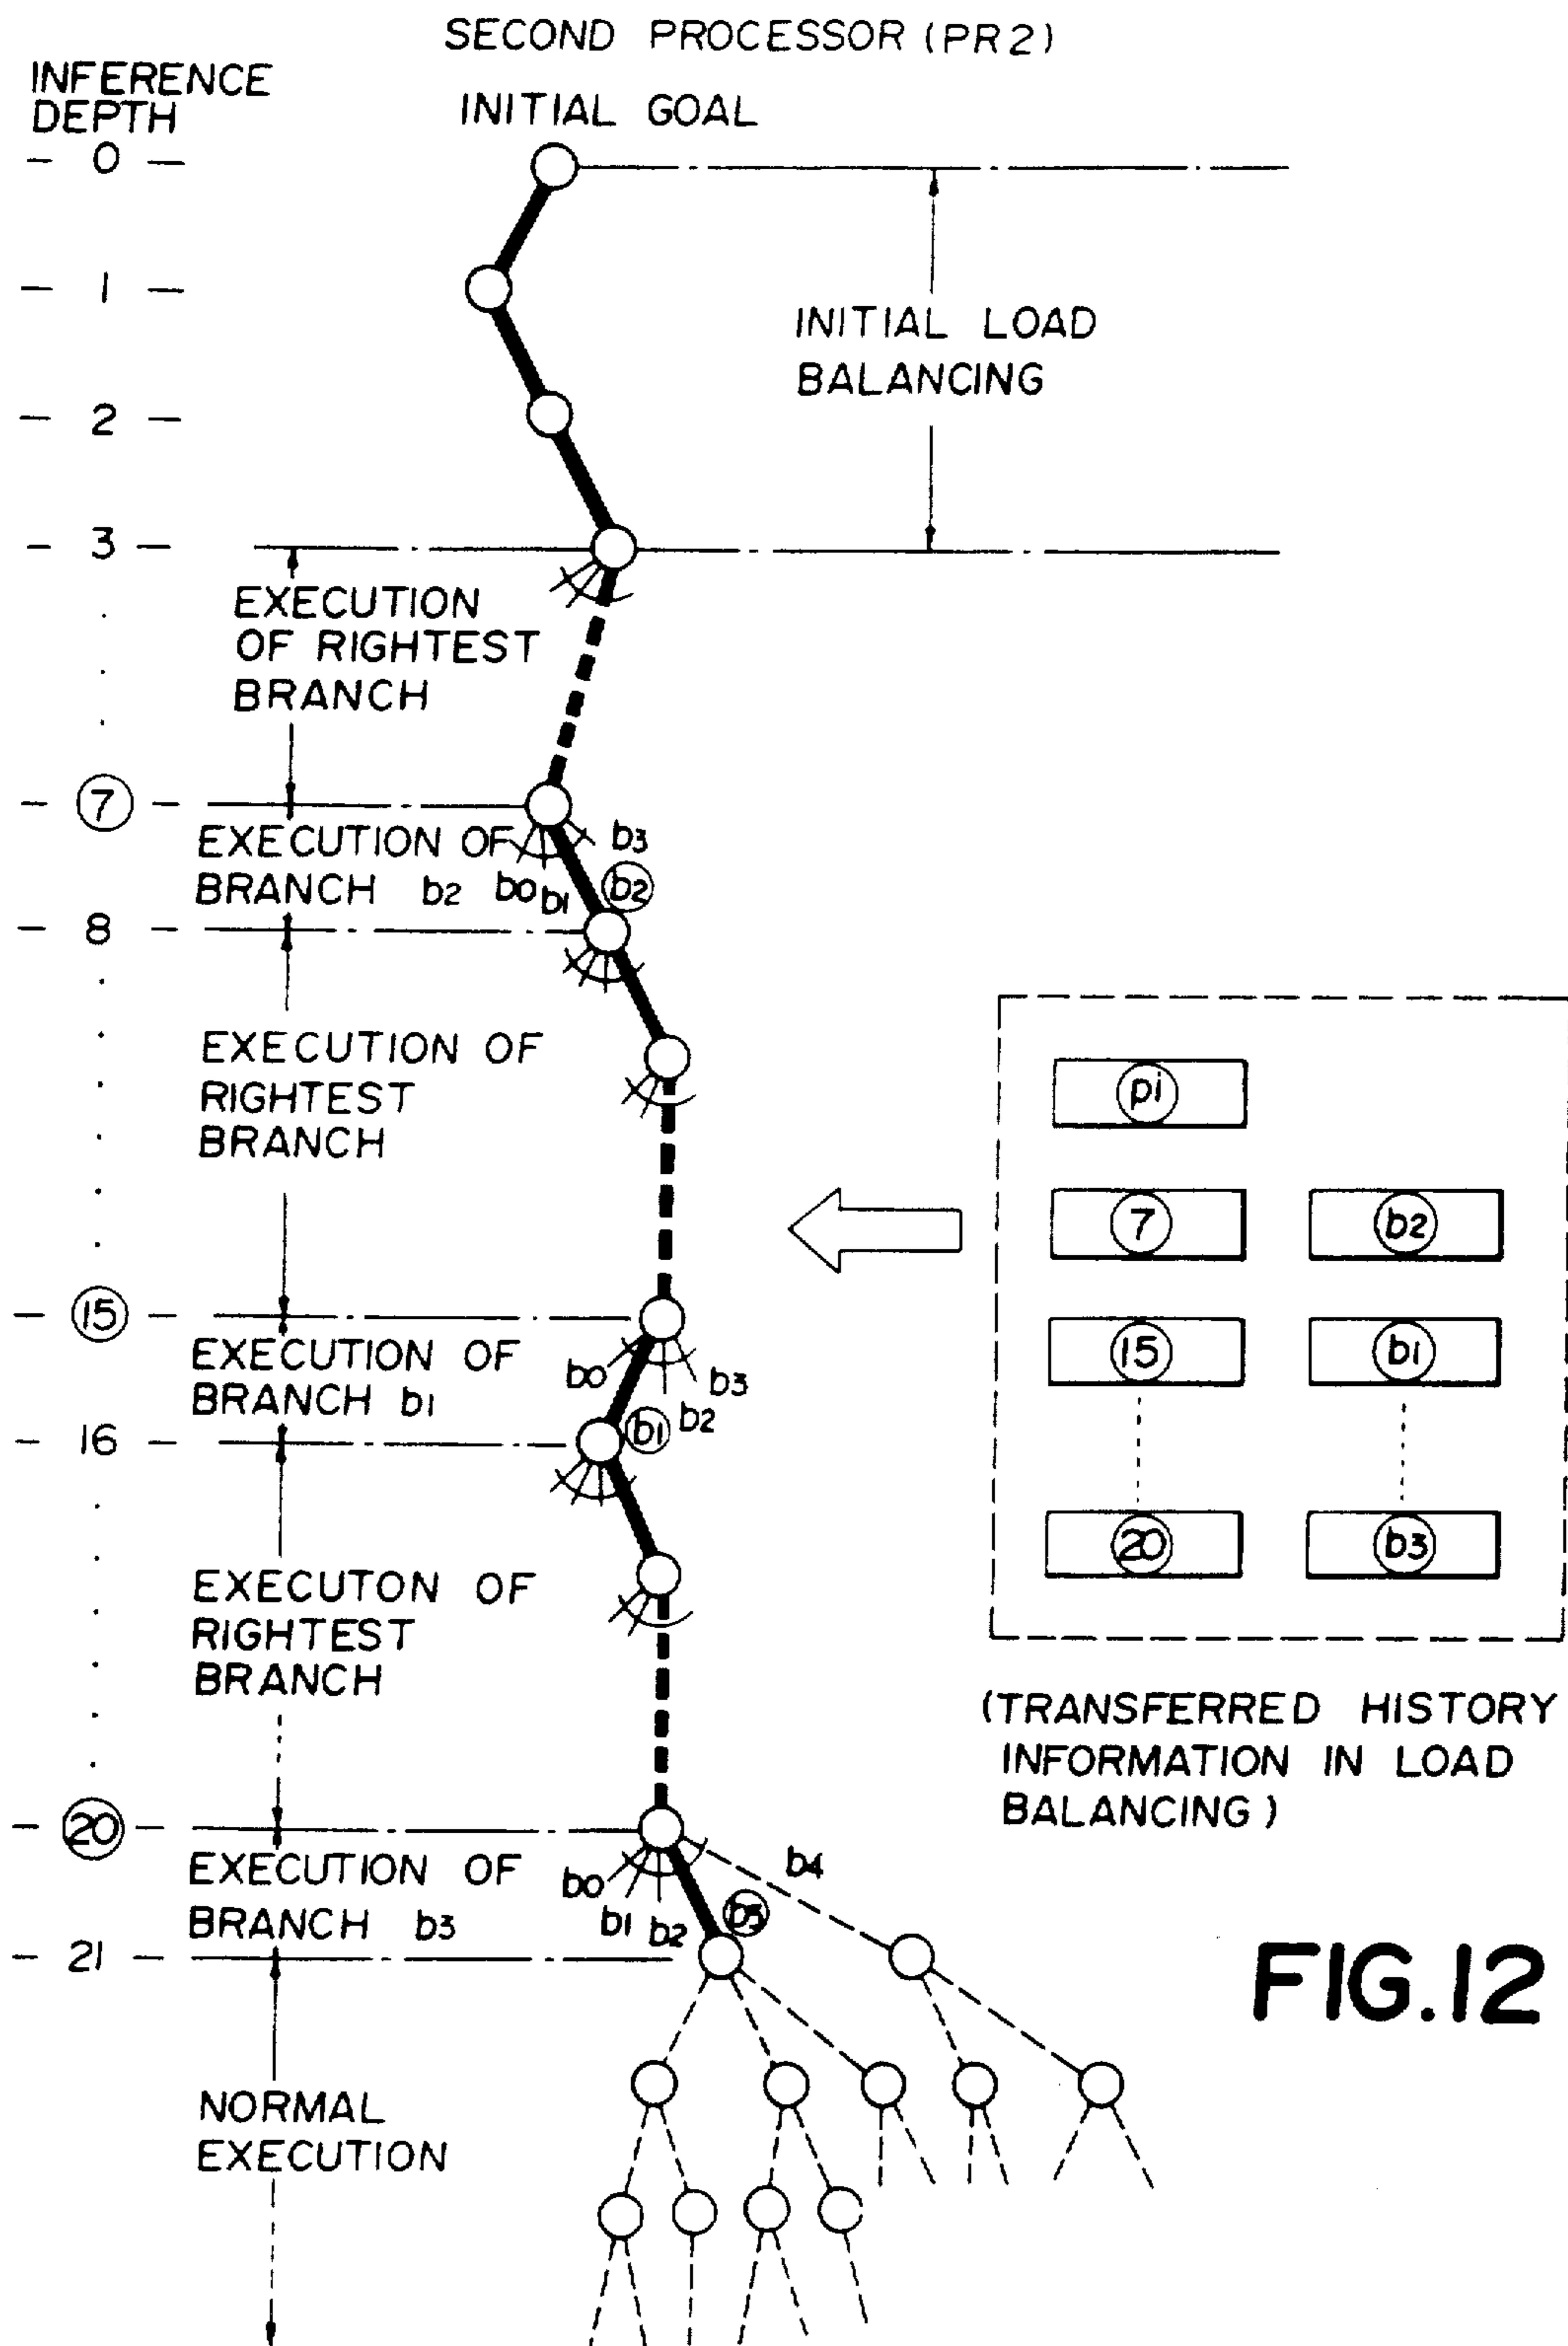 SECOND PROCESSOR (PR2)
INFERENCE
DEPTH
INITIAL GOAL
- 0 -
- 1 -
INITIAL LOAD
BALANCING
- 2 -
- 3 -
EXECUTION
OF RIGHTEST
BRANCH
- 7 -
EXECUTION OF
BRANCH b2
b0
b1
b2
b3
- 8 -
EXECUTION OF
RIGHTEST
BRANCH
pi
7 b2
15 b1
20 b3
- 15 -
EXECUTION OF
BRANCH b1
b0
b3
b2
b1
- 16 -
EXECUTON OF
RIGHTEST
BRANCH
(TRANSFERRED HISTORY
INFORMATION IN LOAD
BALANCING)
- 20 -
EXECUTION OF
BRANCH b3
b0
b1
b2
b3
b4
- 21 -
FIG.12
NORMAL
EXECUTION